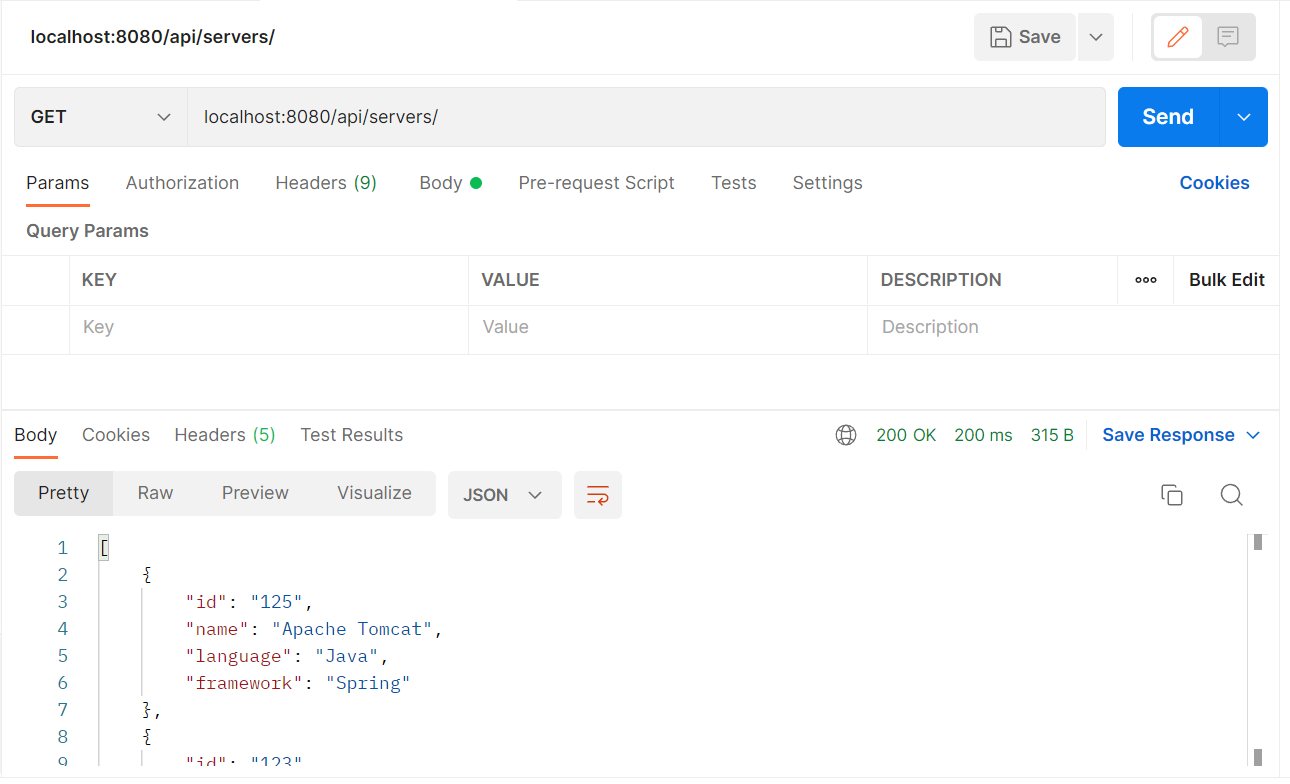 localhost:8080/api/servers/
Save
GET localhost:8080/api/servers/ Send
Params Authorization Headers (9) Body Pre-request Script Tests Settings Cookies
Query Params
KEY VALUE DESCRIPTION ooo Bulk Edit
Key Value Description
Body Cookies Headers (5) Test Results 200 OK 200 ms 315 B Save Response
Pretty Raw Preview Visualize JSON
1 [
2 {
3 "id": "125",
4 "name": "Apache Tomcat",
5 "language": "Java",
6 "framework": "Spring"
7 },
8 {
9 "id": "123"